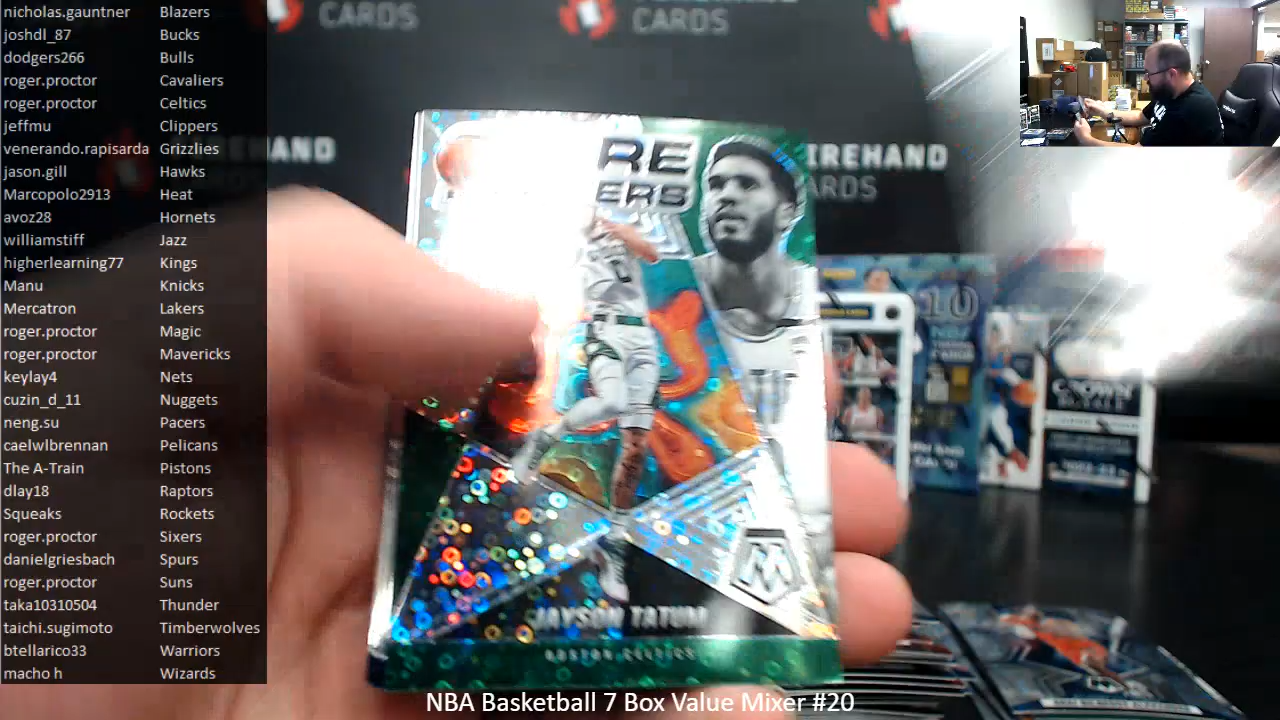 nicholas.gauntner Blazers
joshdl_87 Bucks
dodgers266 Bulls
roger.proctor Cavaliers
roger.proctor Celtics
jeffmu Clippers
venerando.rapisarda Grizzlies
jason.gill Hawks
Marcopolo2913 Heat
avoz28 Hornets
williamstiff Jazz
higherlearning77 Kings
Manu Knicks
Mercatron Lakers
roger.proctor Magic
roger.proctor Mavericks
keylay4 Nets
cuzin_d_11 Nuggets
neng.su Pacers
caelwlbrennan Pelicans
The A-Train Pistons
dlay18 Raptors
Squeaks Rockets
roger.proctor Sixers
danielgriesbach Spurs
roger.proctor Suns
taka10310504 Thunder
taichi.sugimoto Timberwolves
btellarico33 Warriors
macho h Wizards
CARDS
CARDS
JAYSON TATUM
BOSTON CELTICS
10
CROWN
NBA Basketball 7 Box Value Mixer #20